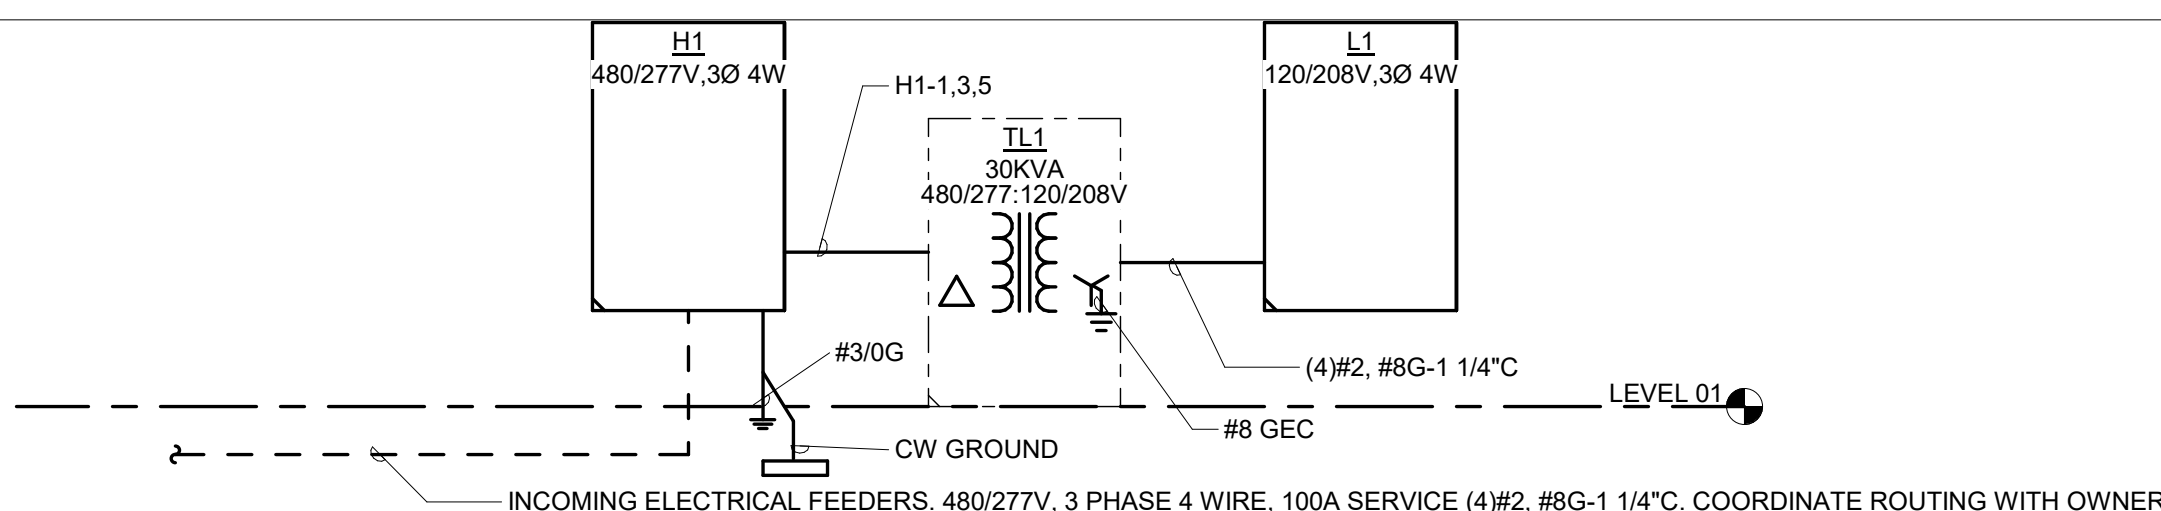 H1
480/277V,3Ø 4W
L1
120/208V,3Ø 4W
H1-1,3,5
TL1
30KVA
480/277:120/208V
#3/0G
(4)#2, #8G-1 1/4"C
LEVEL 01
#8 GEC
CW GROUND
INCOMING ELECTRICAL FEEDERS. 480/277V, 3 PHASE 4 WIRE, 100A SERVICE (4)#2, #8G-1 1/4"C. COORDINATE ROUTING WITH OWNER